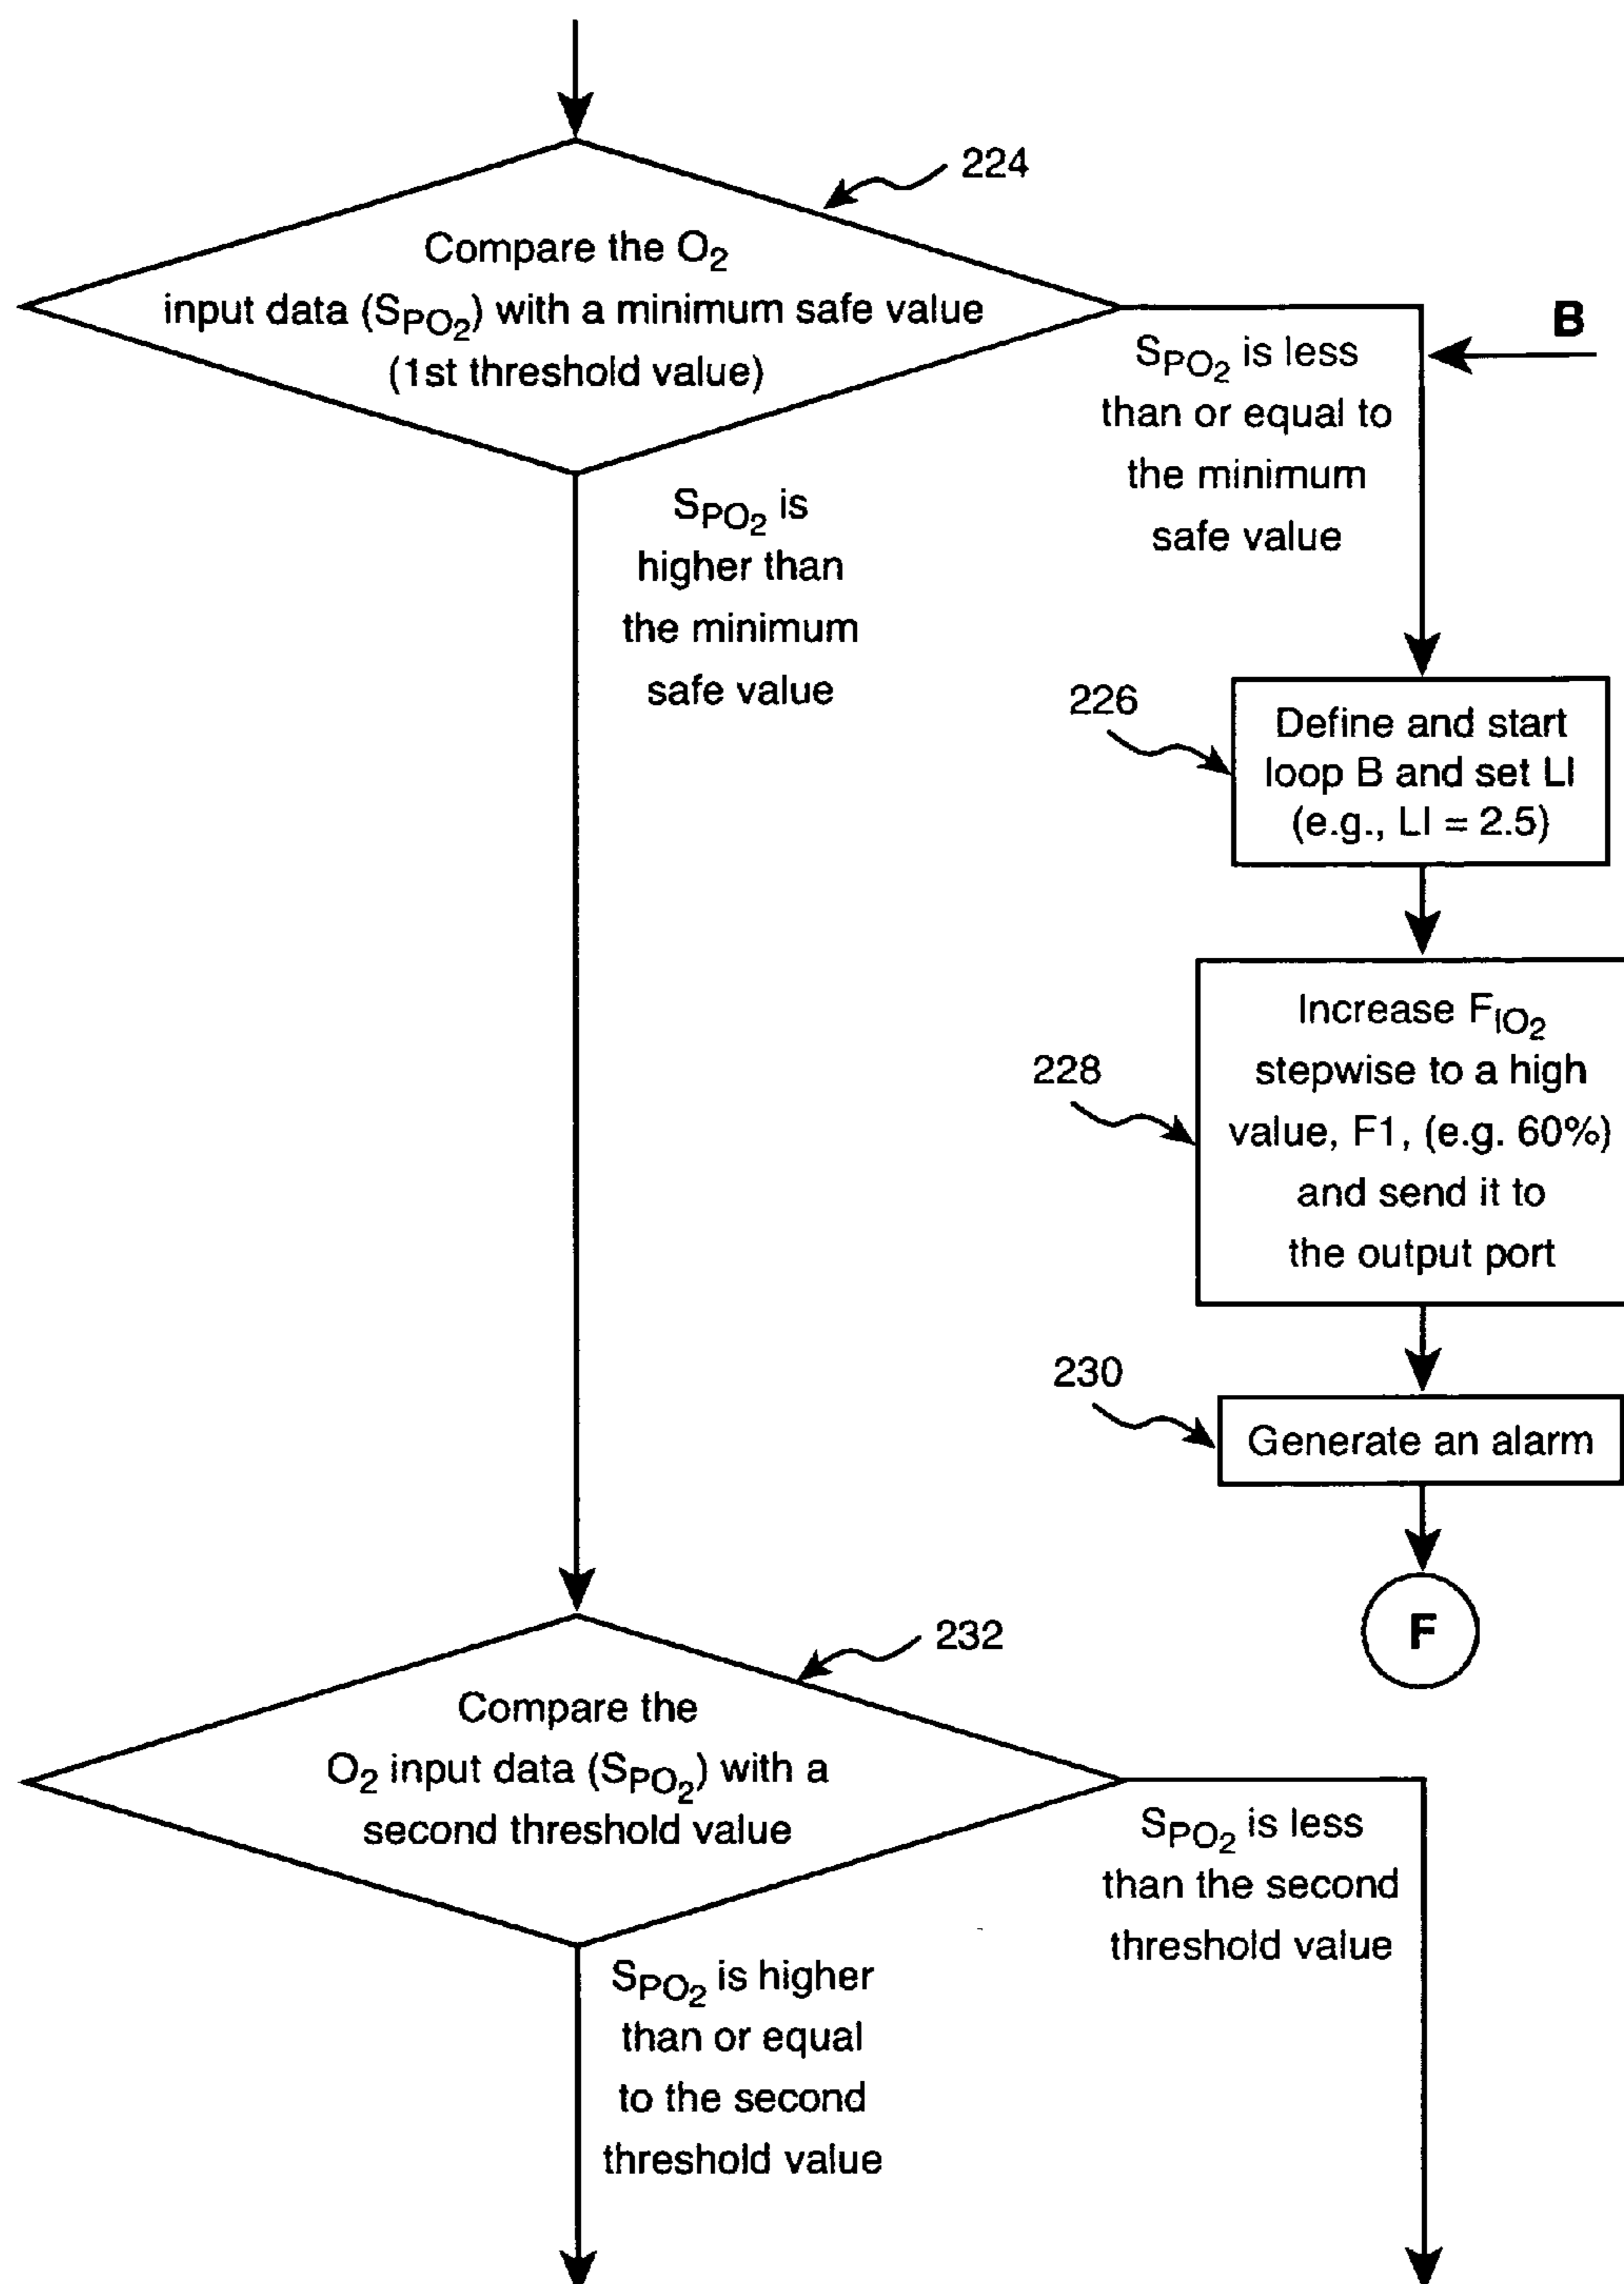 224
Compare the O2
input data (SPO2) with a minimum safe value
(1st threshold value)
B
SPO2 is less
than or equal to
the minimum
safe value
SPO2 is
higher than
the minimum
safe value
226
Define and start
loop B and set LI
(e.g., LI = 2.5)
228
Increase FIO2
stepwise to a high
value, F1, (e.g. 60%)
and send it to
the output port
230
Generate an alarm
F
232
Compare the
O2 input data (SPO2) with a
second threshold value
SPO2 is less
than the second
threshold value
SPO2 is higher
than or equal
to the second
threshold value